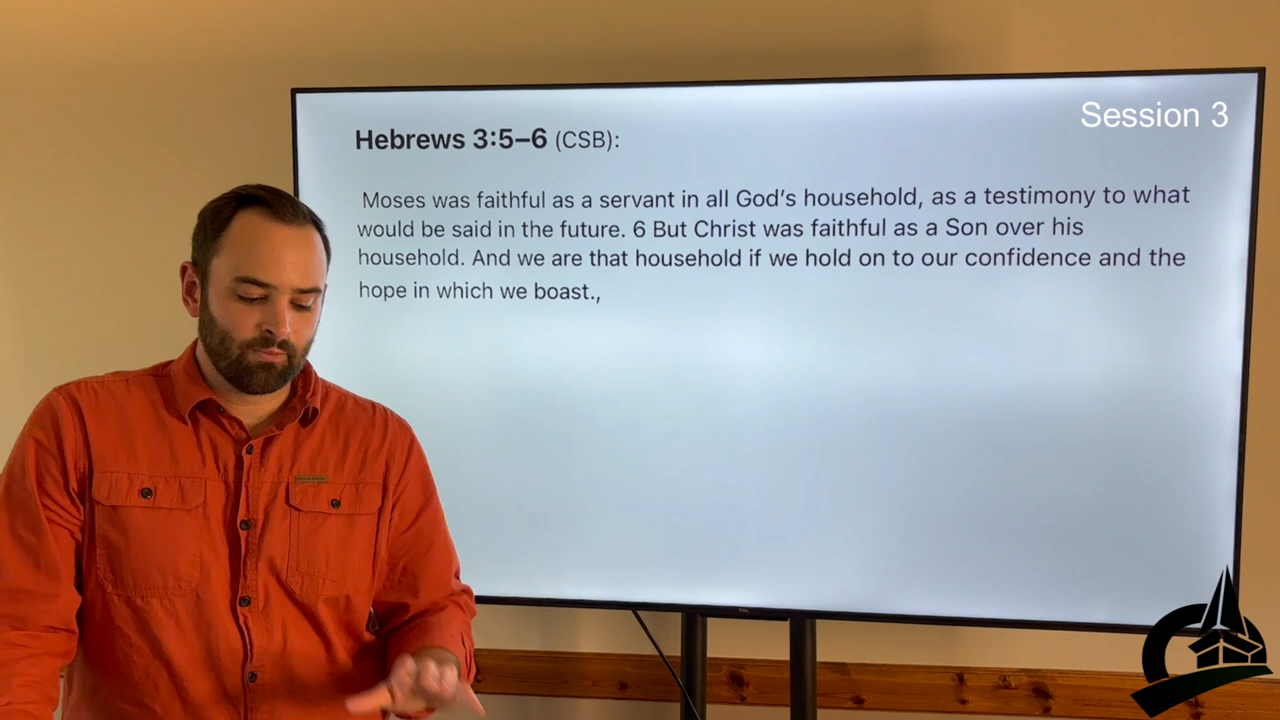 Session 3
Hebrews 3:5–6 (CSB):
Moses was faithful as a servant in all God's household, as a testimony to what
would be said in the future. 6 But Christ was faithful as a Son over his
household. And we are that household if we hold on to our confidence and the
hope in which we boast.,
TCL